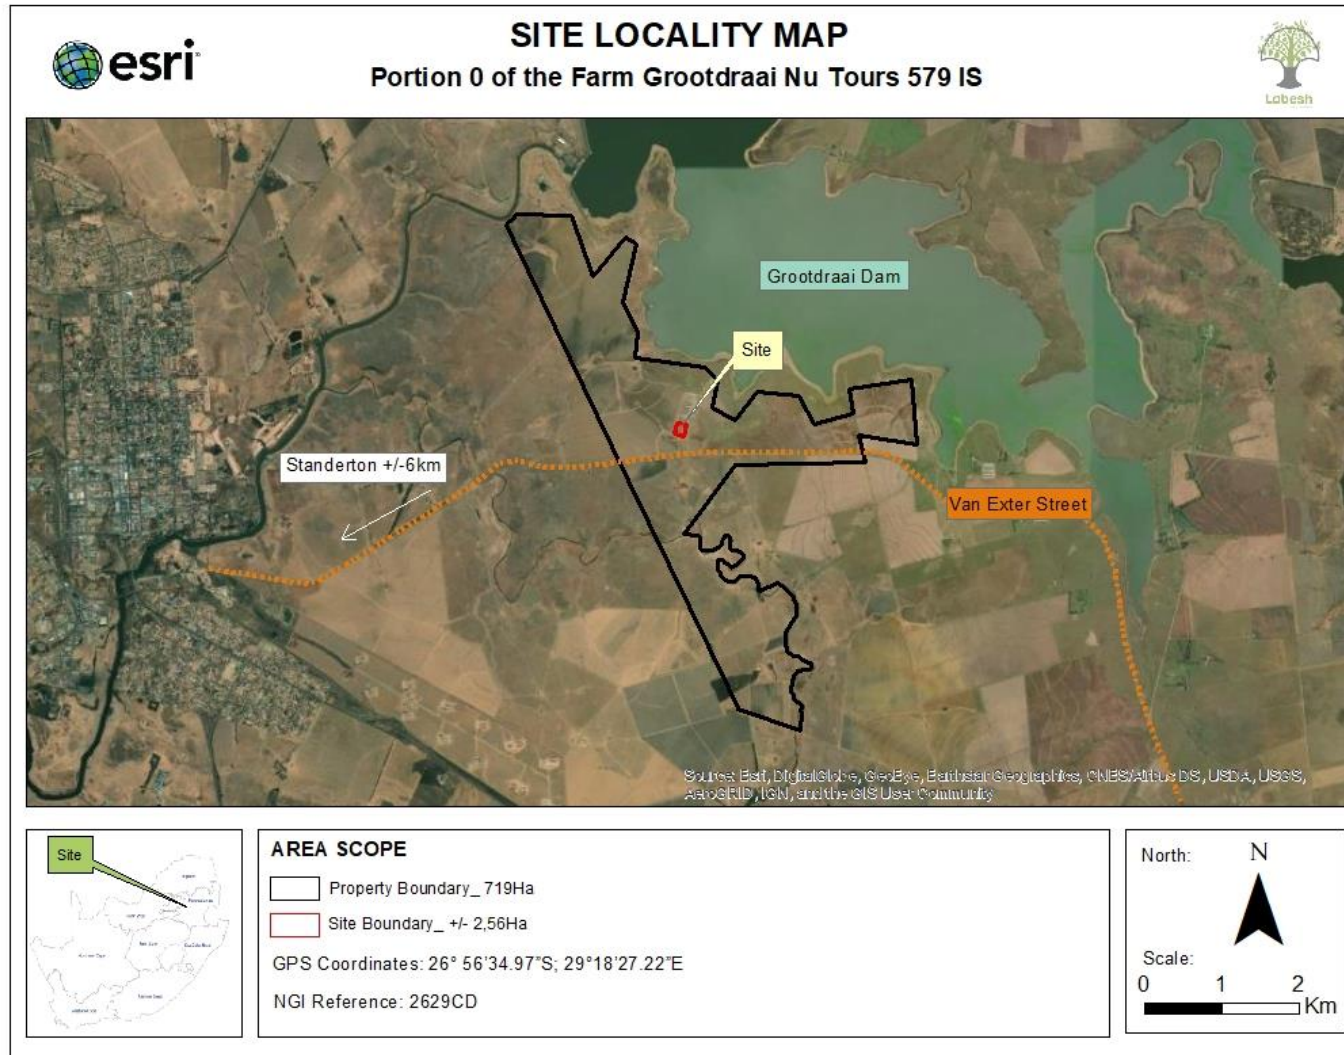 esri
SITE LOCALITY MAP
Portion 0 of the Farm Grootdraai Nu Tours 579 IS
Lobesh
Grootdraai Dam
Site
Standerton +/-6km
Van Exter Street
Source: Esri, DigitalGlobe, GeoEye, Earthstar Geographics, CNES/Airbus DS, USDA, USGS,
AeroGRID, IGN, and the GIS User Community
Site
AREA SCOPE
Property Boundary_ 719Ha
Site Boundary_ +/- 2,56Ha
GPS Coordinates: 26° 56'34.97"S; 29°18'27.22"E
NGI Reference: 2629CD
North:
N
Scale:
0 1 2
Km